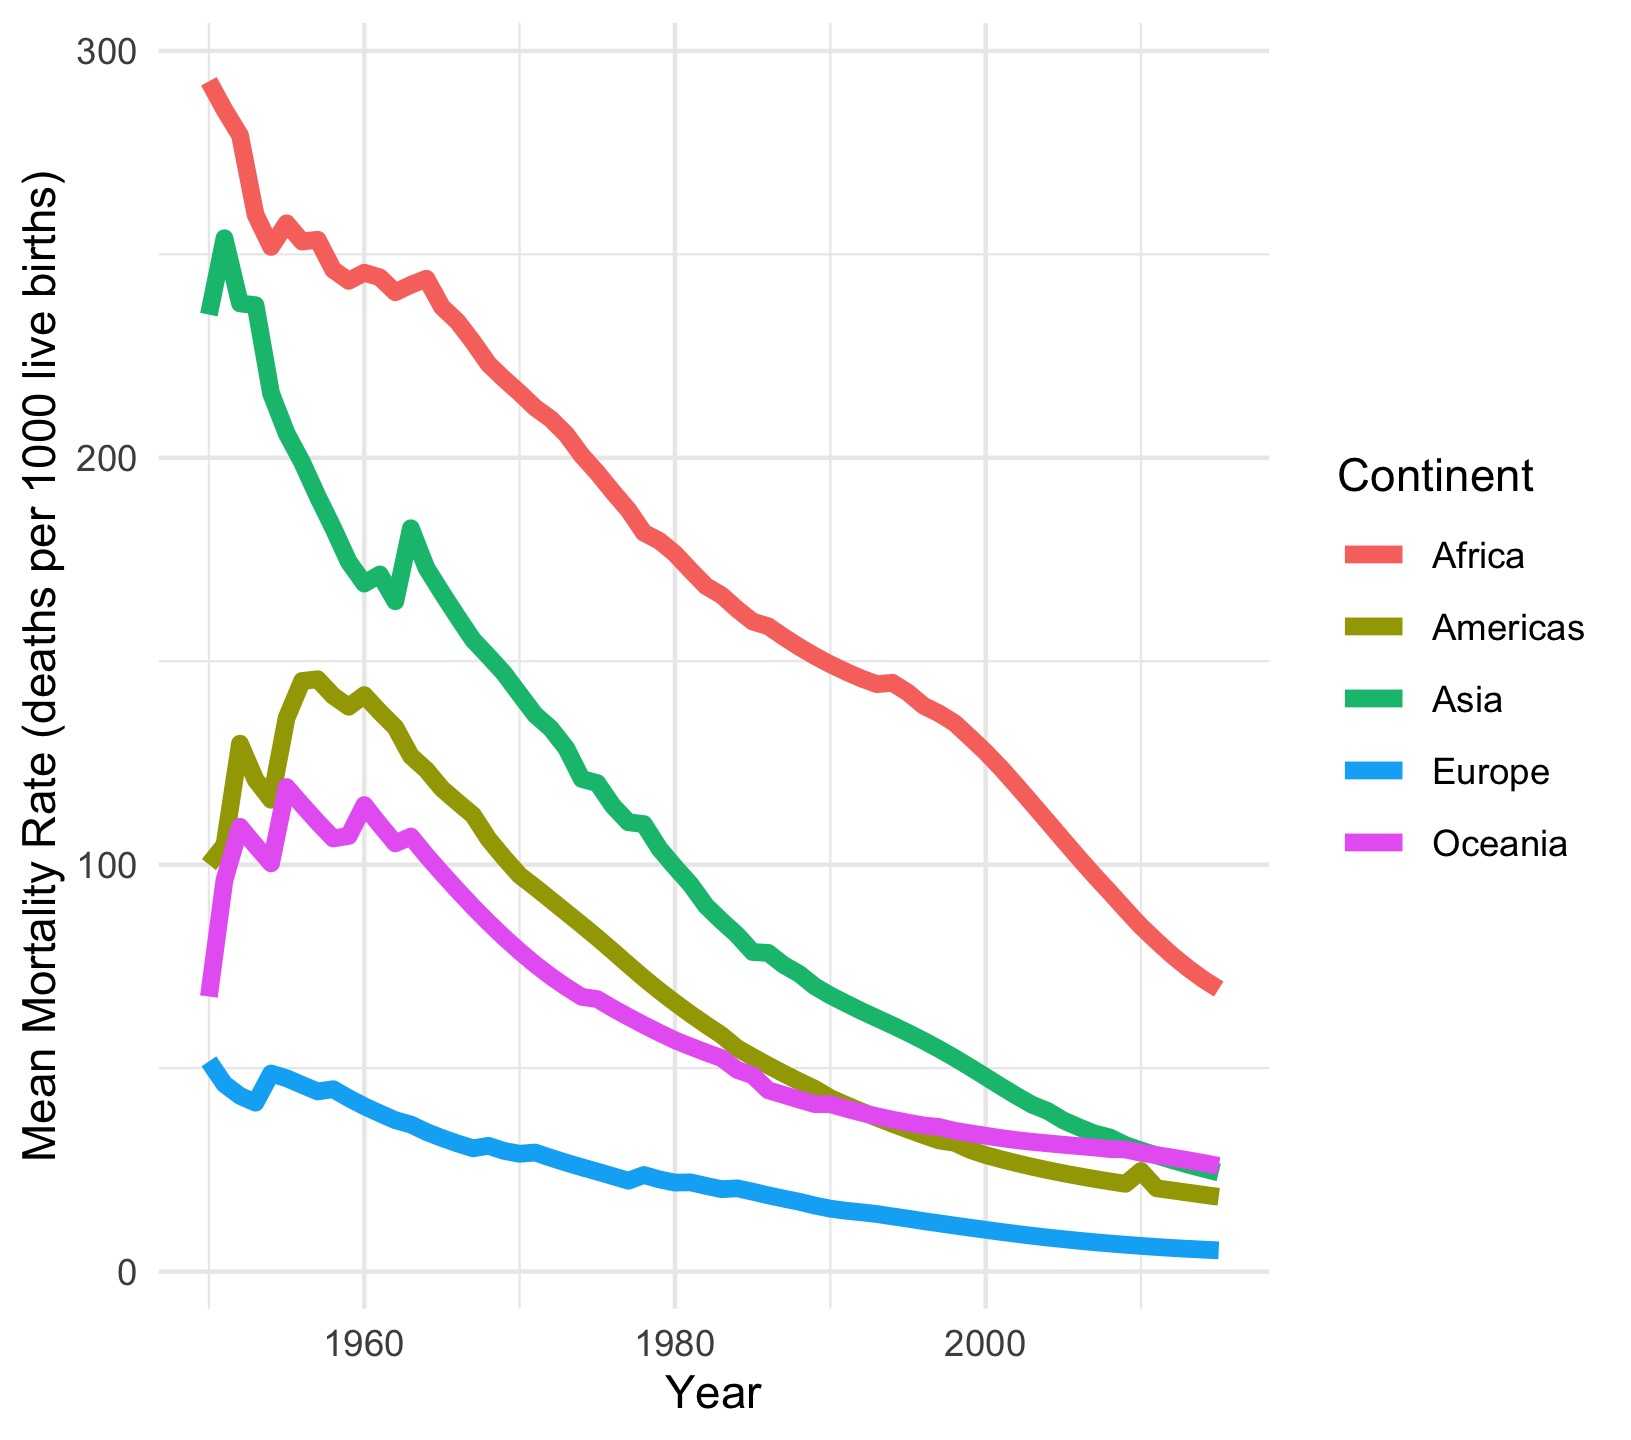 Mean Mortality Rate (deaths per 1000 live births)
300
200
100
0
1960
1980
2000
Year
Continent
Africa
Americas
Asia
Europe
Oceania